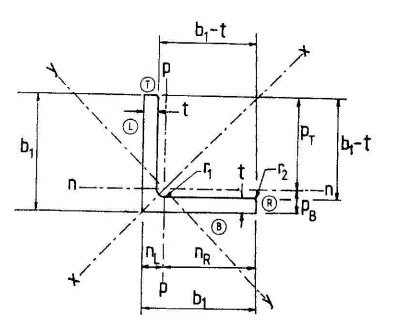 b₁-t
y
T
p
x
L
t
b₁
p_T
b₁-t
r₁
t
r₂
n
n
R
p_B
B
x
n_L
n_R
p
y
b₁